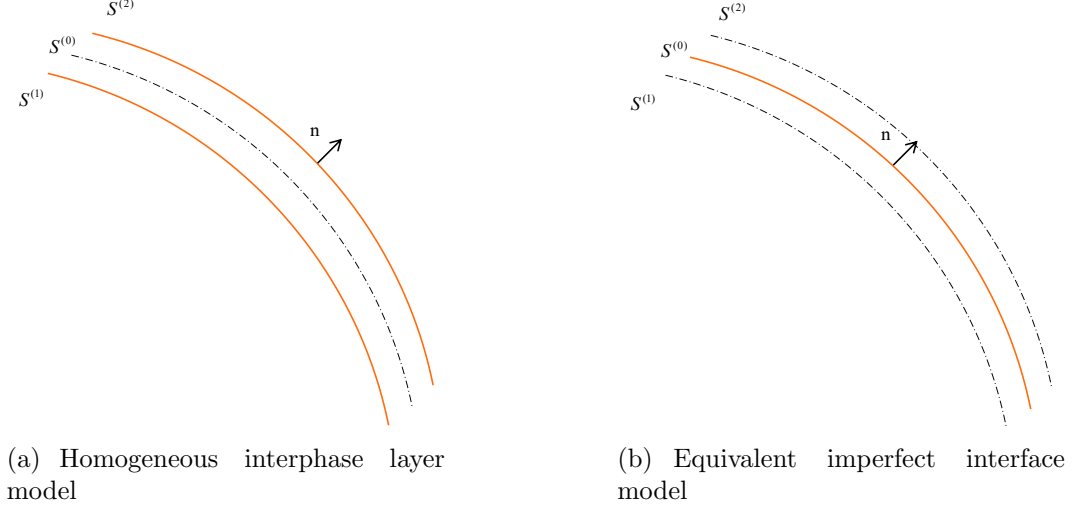 S^(2)
S^(0)
S^(1)
n
(a) Homogeneous interphase layer
model
S^(2)
S^(0)
S^(1)
n
(b) Equivalent imperfect interface
model